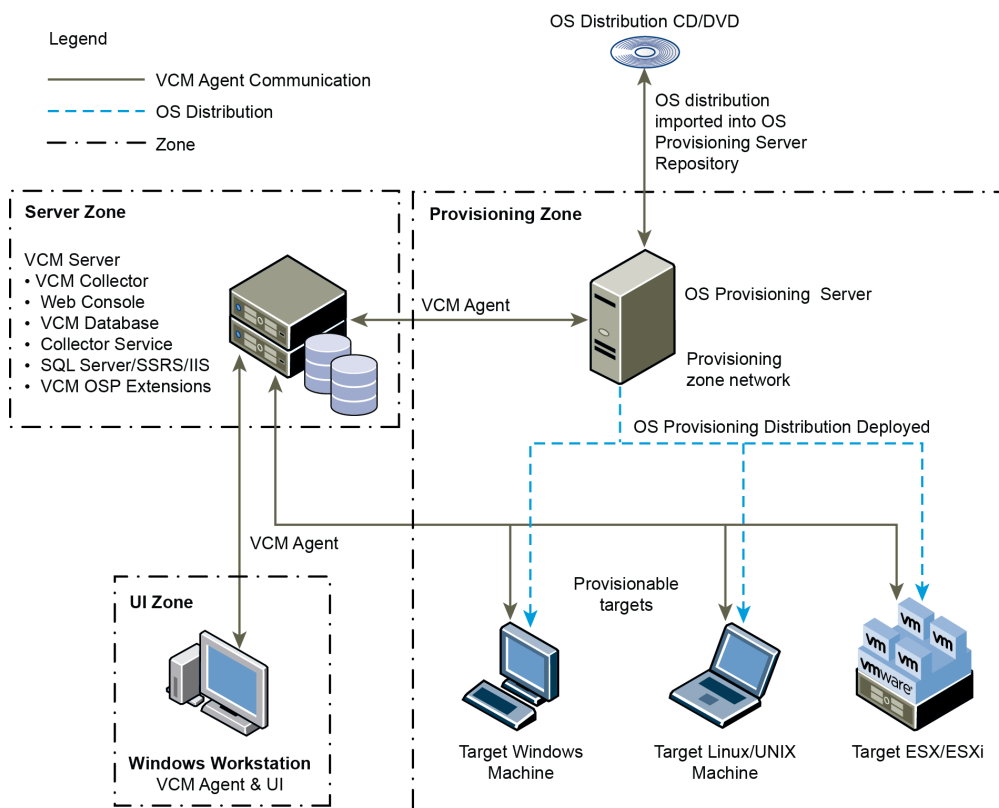 Legend
VCM Agent Communication
OS Distribution
Zone
OS Distribution CD/DVD
OS distribution
imported into OS
Provisioning Server
Repository
Server Zone
VCM Server
• VCM Collector
• Web Console
• VCM Database
• Collector Service
• SQL Server/SSRS/IIS
• VCM OSP Extensions
Provisioning Zone
VCM Agent
OS Provisioning Server
Provisioning
zone network
OS Provisioning Distribution Deployed
VCM Agent
Provisionable
targets
UI Zone
Windows Workstation
VCM Agent & UI
Target Windows
Machine
Target Linux/UNIX
Machine
vm
vm
vm
vm
vmware®
Target ESX/ESXi